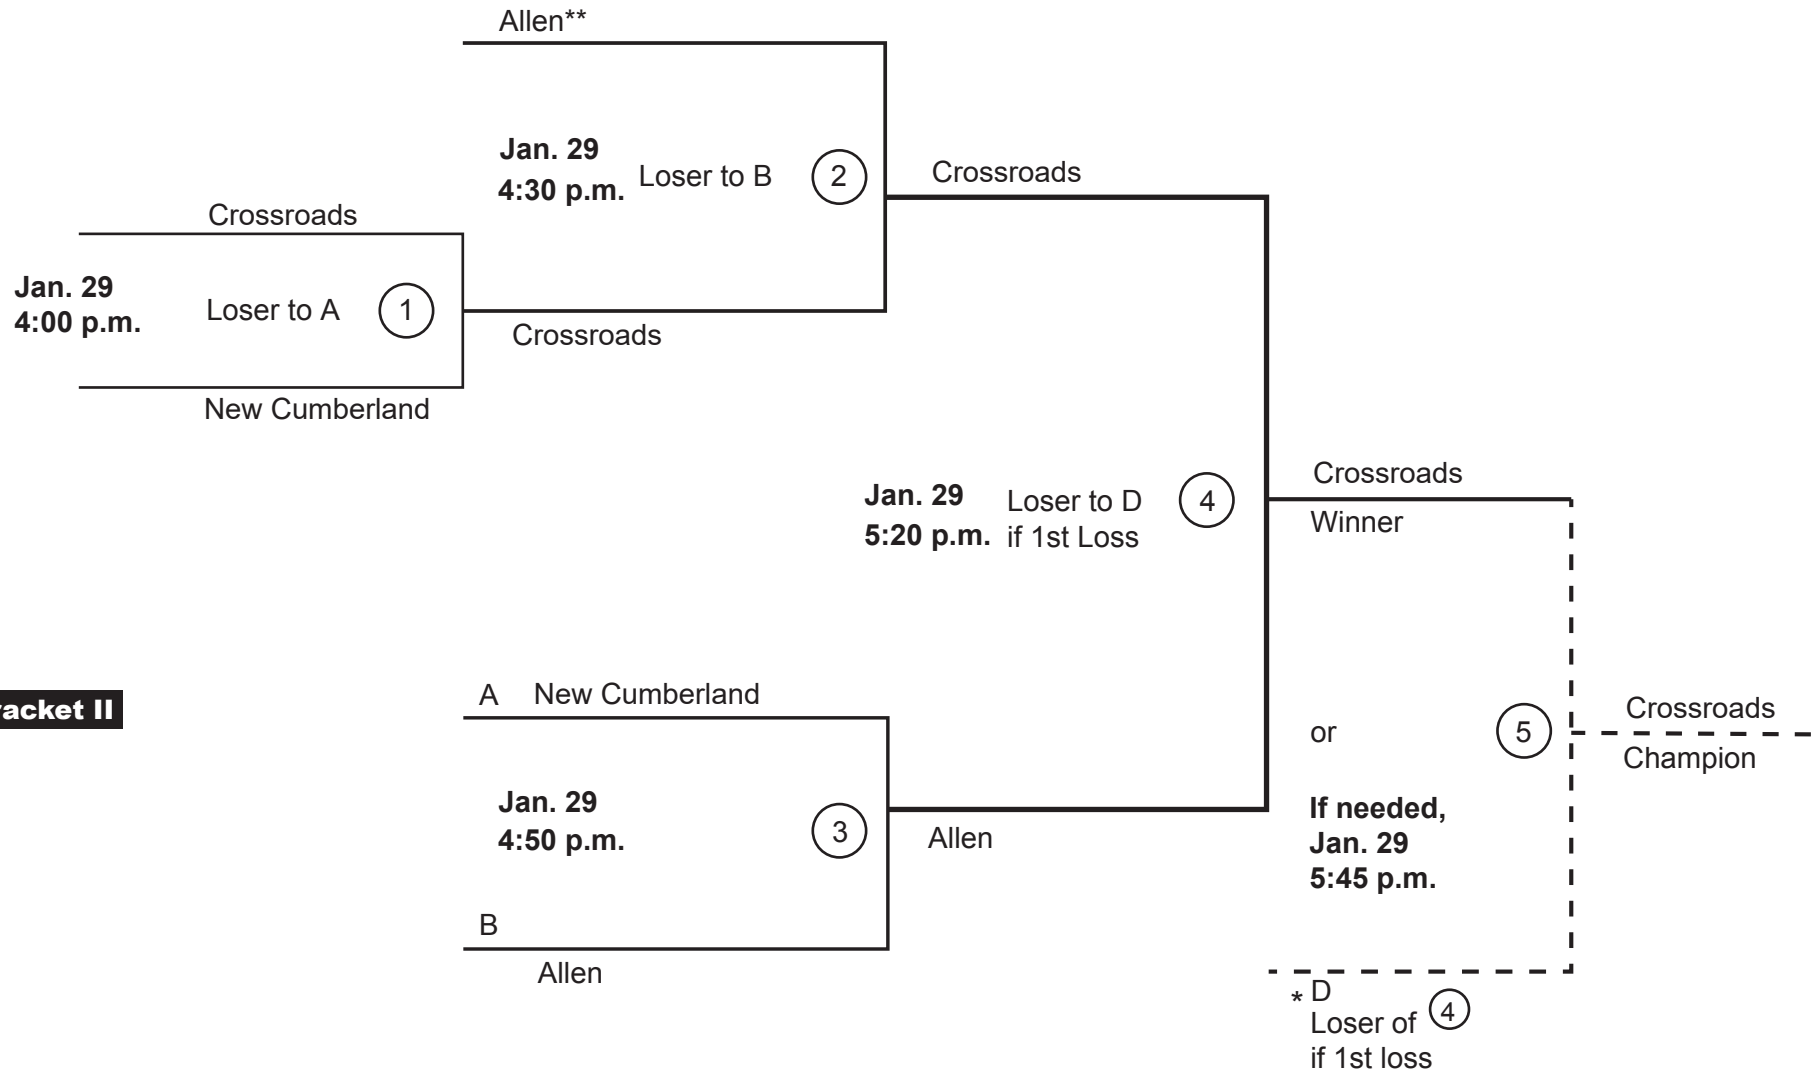 Allen**
Jan. 29
4:30 p.m.
Loser to B
2
Crossroads
Crossroads
Jan. 29
4:00 p.m.
Loser to A
1
Crossroads
New Cumberland
Jan. 29
5:20 p.m.
Loser to D
if 1st Loss
4
Crossroads
Winner
racket II
A New Cumberland
Jan. 29
4:50 p.m.
3
Allen
B
Allen
or
5
If needed,
Jan. 29
5:45 p.m.
Crossroads
Champion
* D
Loser of 4
if 1st loss